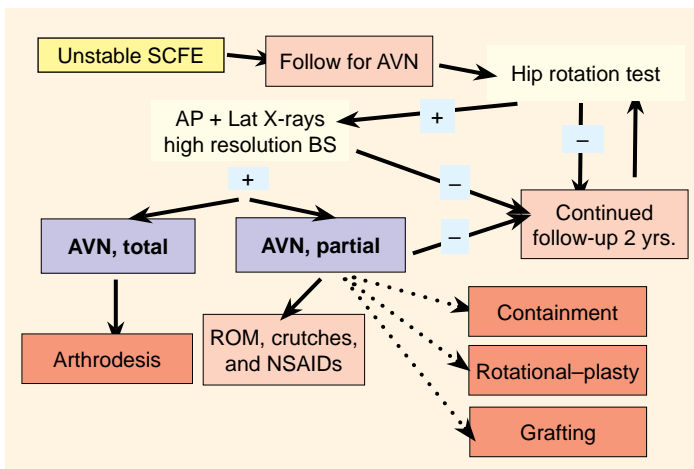 Unstable SCFE
Follow for AVN
Hip rotation test
AP + Lat X-rays
high resolution BS
+
−
+
−
Continued
follow-up 2 yrs.
AVN, total
AVN, partial
−
Containment
ROM, crutches,
and NSAIDs
Arthrodesis
Rotational–plasty
Grafting